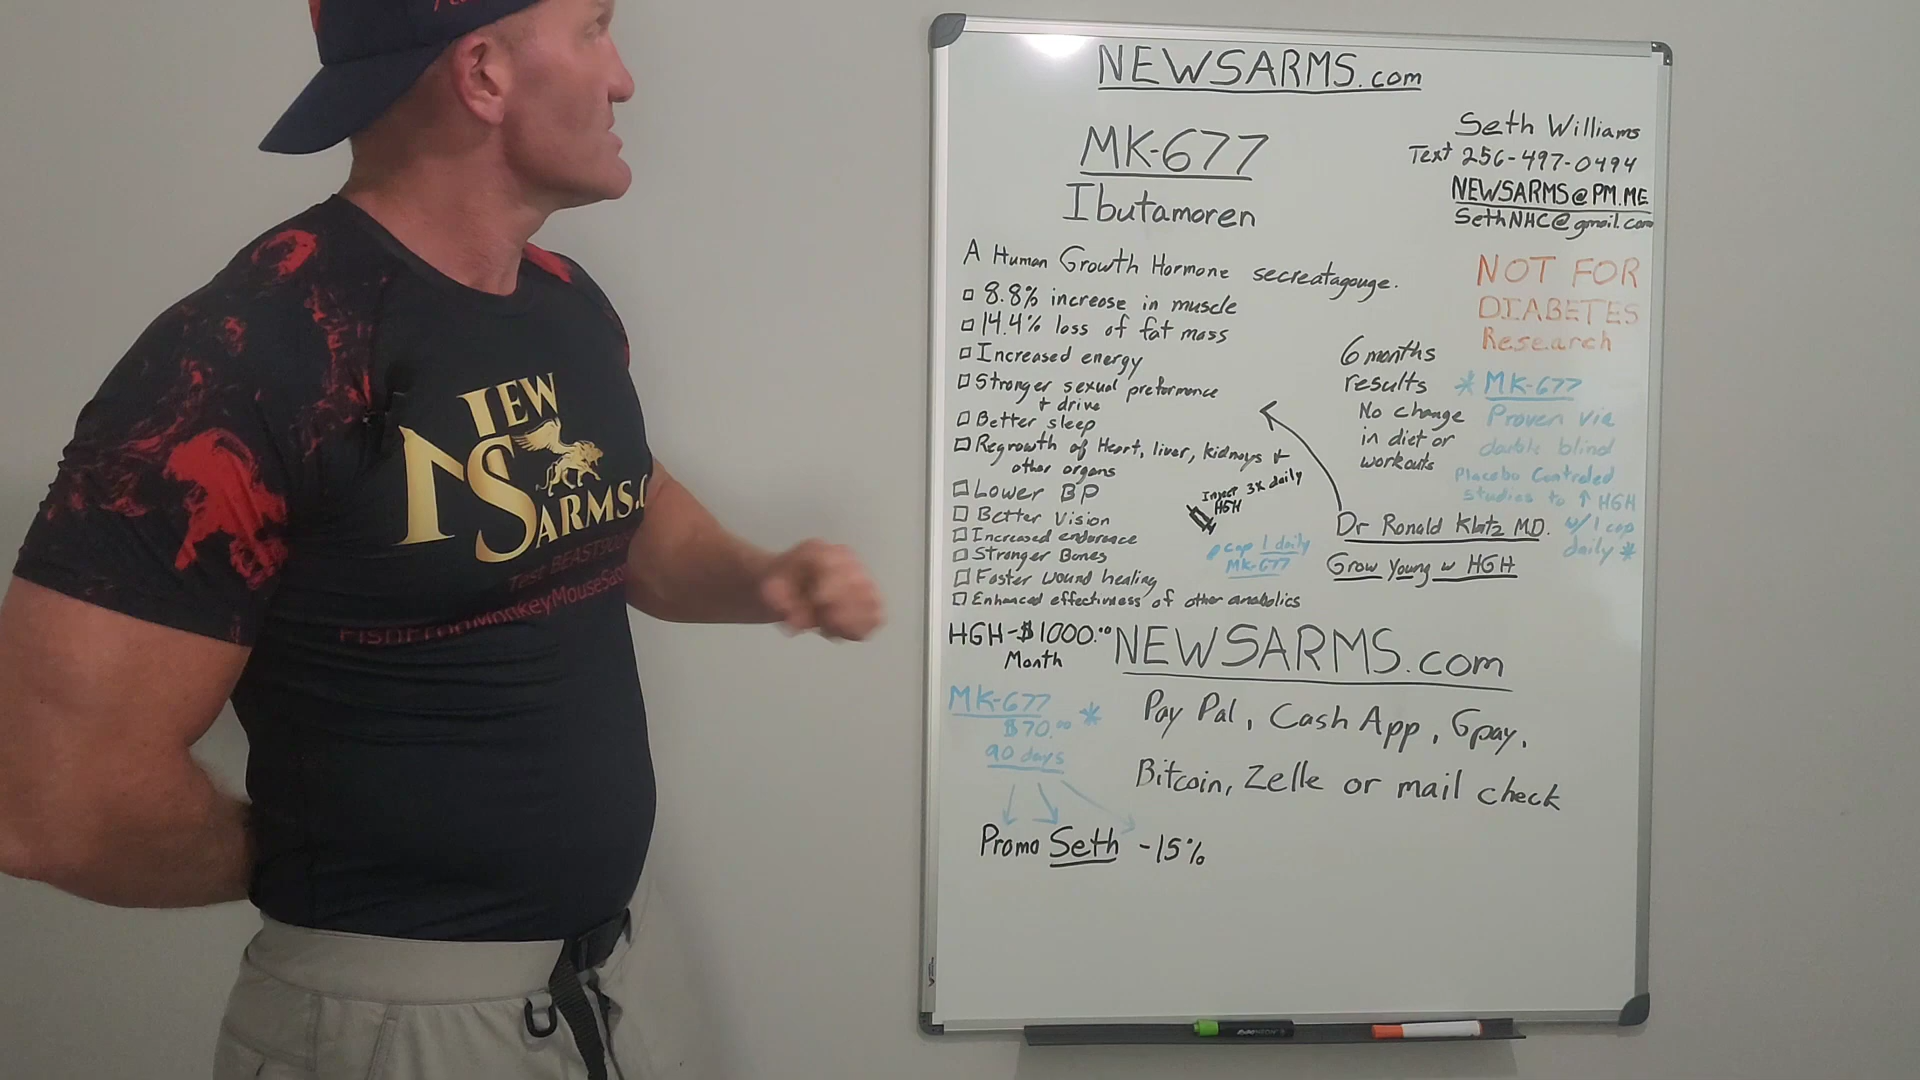 NEWSARMS.com
MK-677
Ibutamoren
Seth Williams
Text 256-497-0494
NEWSARMS@PM.ME
SethNHC@gmail.com
A Human Growth Hormone secreatagouge.
8.8% increase in muscle
14.4% loss of fat mass
Increased energy
Stronger sexual preformance
+ drive
Better sleep
Regrowth of Heart, liver, kidneys +
other organs
Lower BP
Better Vision
Increased endurance
Stronger Bones
Faster wound healing
Enhanced effectivness of other anabolics
NOT FOR
DIABETES
Research
6 months
results
No change
in diet or
workouts
* MK-677
Proven via
double blind
Placebo Controled
studies to ↑ HGH
w/ 1 cap
daily *
Inject 3x daily
HGH
cap 1 daily
MK-677
Dr Ronald Klatz M.D.
Grow Young w HGH
HGH-$1000.00
Month
NEWSARMS.com
MK-677
$70.00 *
90 days
Pay Pal, Cash App, Gpay,
Bitcoin, Zelle or mail check
Promo Seth -15%
NEW
SARMS.